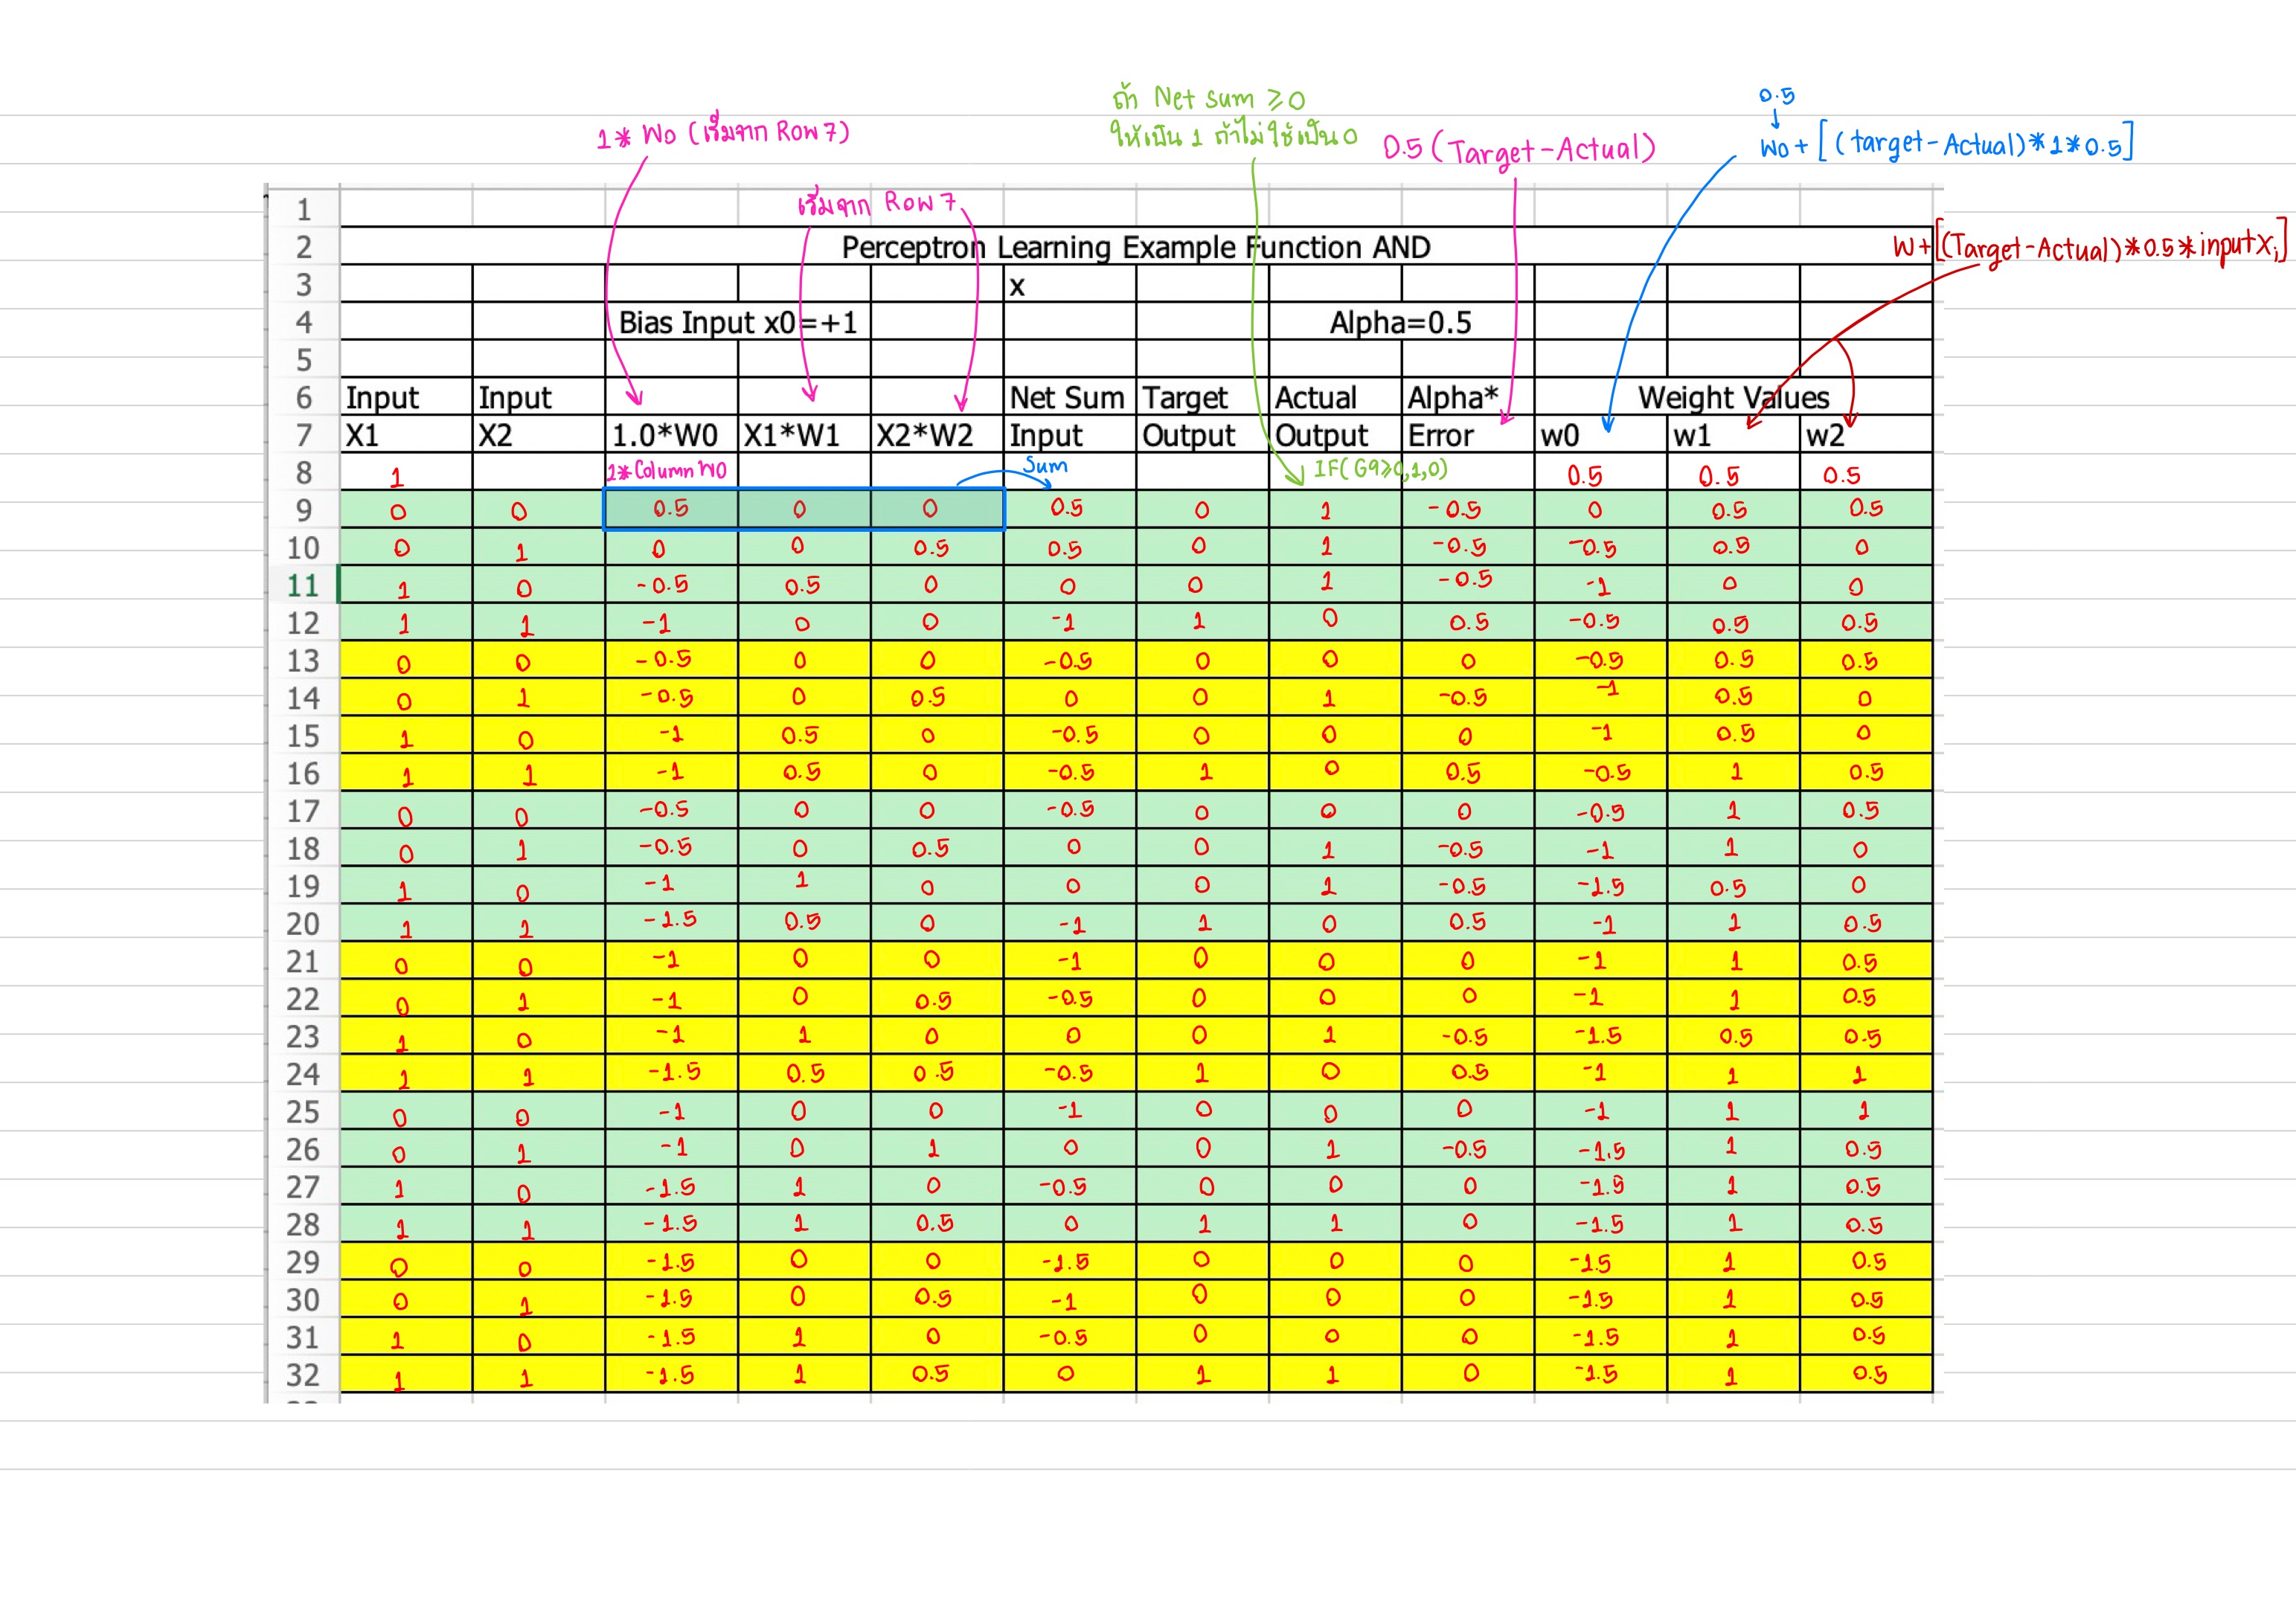 0.5
ถ้า Net sum ≥0
1* W0 (เริ่มจาก Row 7)
ให้เป็น 1 ถ้าไม่ใช่เป็น 0
0.5 (Target-Actual)
W0 + [(target-Actual)*1*0.5]
เริ่มจาก Row 7
W+[(Target-Actual)*0.5*input Xi]
1
2 Perceptron Learning Example Function AND
3 x
4 Bias Input x0=+1 Alpha=0.5
5
6 Input Input Net Sum Target Actual Alpha* Weight Values
7 X1 X2 1.0*W0 X1*W1 X2*W2 Input Output Output Error w0 w1 w2
8 1 1*Column W0 Sum IF(G9≥0,1,0) 0.5 0.5 0.5
9 0 0 0.5 0 0 0.5 0 1 -0.5 0 0.5 0.5
10 0 1 0 0 0.5 0.5 0 1 -0.5 -0.5 0.5 0
11 1 0 -0.5 0.5 0 0 0 1 -0.5 -1 0 0
12 1 1 -1 0 0 -1 1 0 0.5 -0.5 0.5 0.5
13 0 0 -0.5 0 0 -0.5 0 0 0 -0.5 0.5 0.5
14 0 1 -0.5 0 0.5 0 0 1 -0.5 -1 0.5 0
15 1 0 -1 0.5 0 -0.5 0 0 0 -1 0.5 0
16 1 1 -1 0.5 0 -0.5 1 0 0.5 -0.5 1 0.5
17 0 0 -0.5 0 0 -0.5 0 0 0 -0.5 1 0.5
18 0 1 -0.5 0 0.5 0 0 1 -0.5 -1 1 0
19 1 0 -1 1 0 0 0 1 -0.5 -1.5 0.5 0
20 1 1 -1.5 0.5 0 -1 1 0 0.5 -1 1 0.5
21 0 0 -1 0 0 -1 0 0 0 -1 1 0.5
22 0 1 -1 0 0.5 -0.5 0 0 0 -1 1 0.5
23 1 0 -1 1 0 0 0 1 -0.5 -1.5 0.5 0.5
24 1 1 -1.5 0.5 0.5 -0.5 1 0 0.5 -1 1 1
25 0 0 -1 0 0 -1 0 0 0 -1 1 1
26 0 1 -1 0 1 0 0 1 -0.5 -1.5 1 0.5
27 1 0 -1.5 1 0 -0.5 0 0 0 -1.5 1 0.5
28 1 1 -1.5 1 0.5 0 1 1 0 -1.5 1 0.5
29 0 0 -1.5 0 0 -1.5 0 0 0 -1.5 1 0.5
30 0 1 -1.5 0 0.5 -1 0 0 0 -1.5 1 0.5
31 1 0 -1.5 1 0 -0.5 0 0 0 -1.5 1 0.5
32 1 1 -1.5 1 0.5 0 1 1 0 -1.5 1 0.5